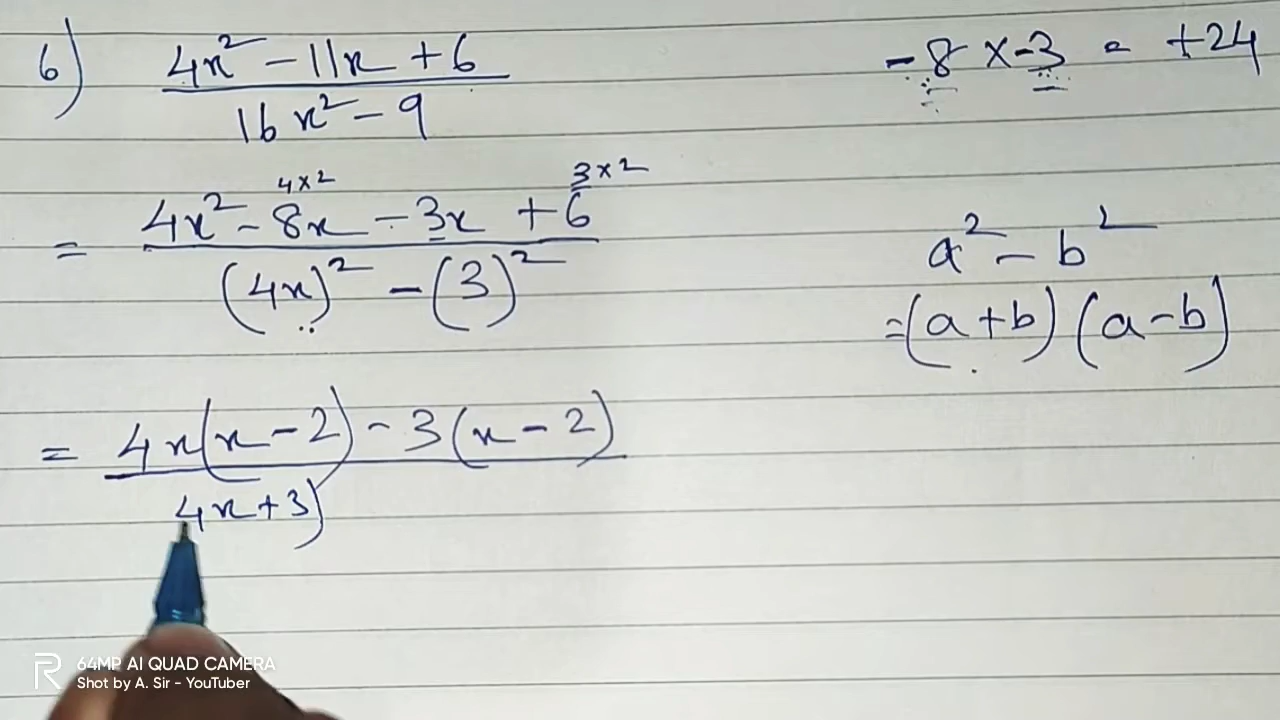 6) 4x² - 11x + 6
16x² - 9
-8 × -3 = +24
4×2 3×2
= 4x² - 8x - 3x + 6
(4x)² - (3)²
a² - b²
= (a + b) (a - b)
= 4x(x - 2) - 3(x - 2)
4x + 3)
64MP AI QUAD CAMERA
Shot by A. Sir - YouTuber